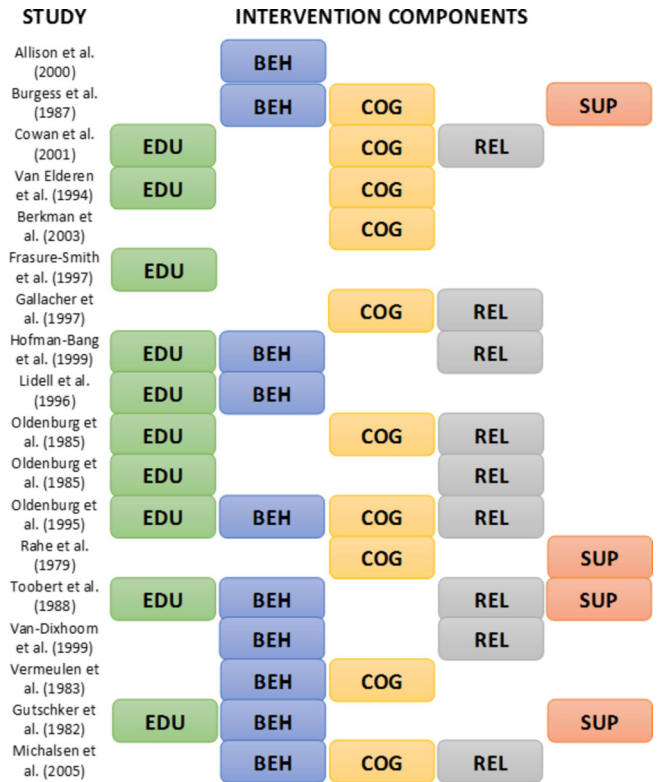 STUDY INTERVENTION COMPONENTS
Allison et al.
(2000)
BEH
Burgess et al.
(1987)
BEH COG SUP
Cowan et al.
(2001)
EDU COG REL
Van Elderen
et al. (1994)
EDU COG
Berkman et
al. (2003)
COG
Frasure-Smith
et al. (1997)
EDU
Gallacher et al.
(1997)
COG REL
Hofman-Bang
et al. (1999)
EDU BEH REL
Lidell et al.
(1996)
EDU BEH
Oldenburg et
al. (1985)
EDU COG REL
Oldenburg et
al. (1985)
EDU REL
Oldenburg et
al. (1995)
EDU BEH COG REL
Rahe et al.
(1979)
COG SUP
Toobert et al.
(1988)
EDU BEH REL SUP
Van-Dixhoorn
et al. (1999)
BEH REL
Vermeulen et
al. (1983)
BEH COG
Gutschker et
al. (1982)
EDU BEH SUP
Michalsen et
al. (2005)
BEH COG REL